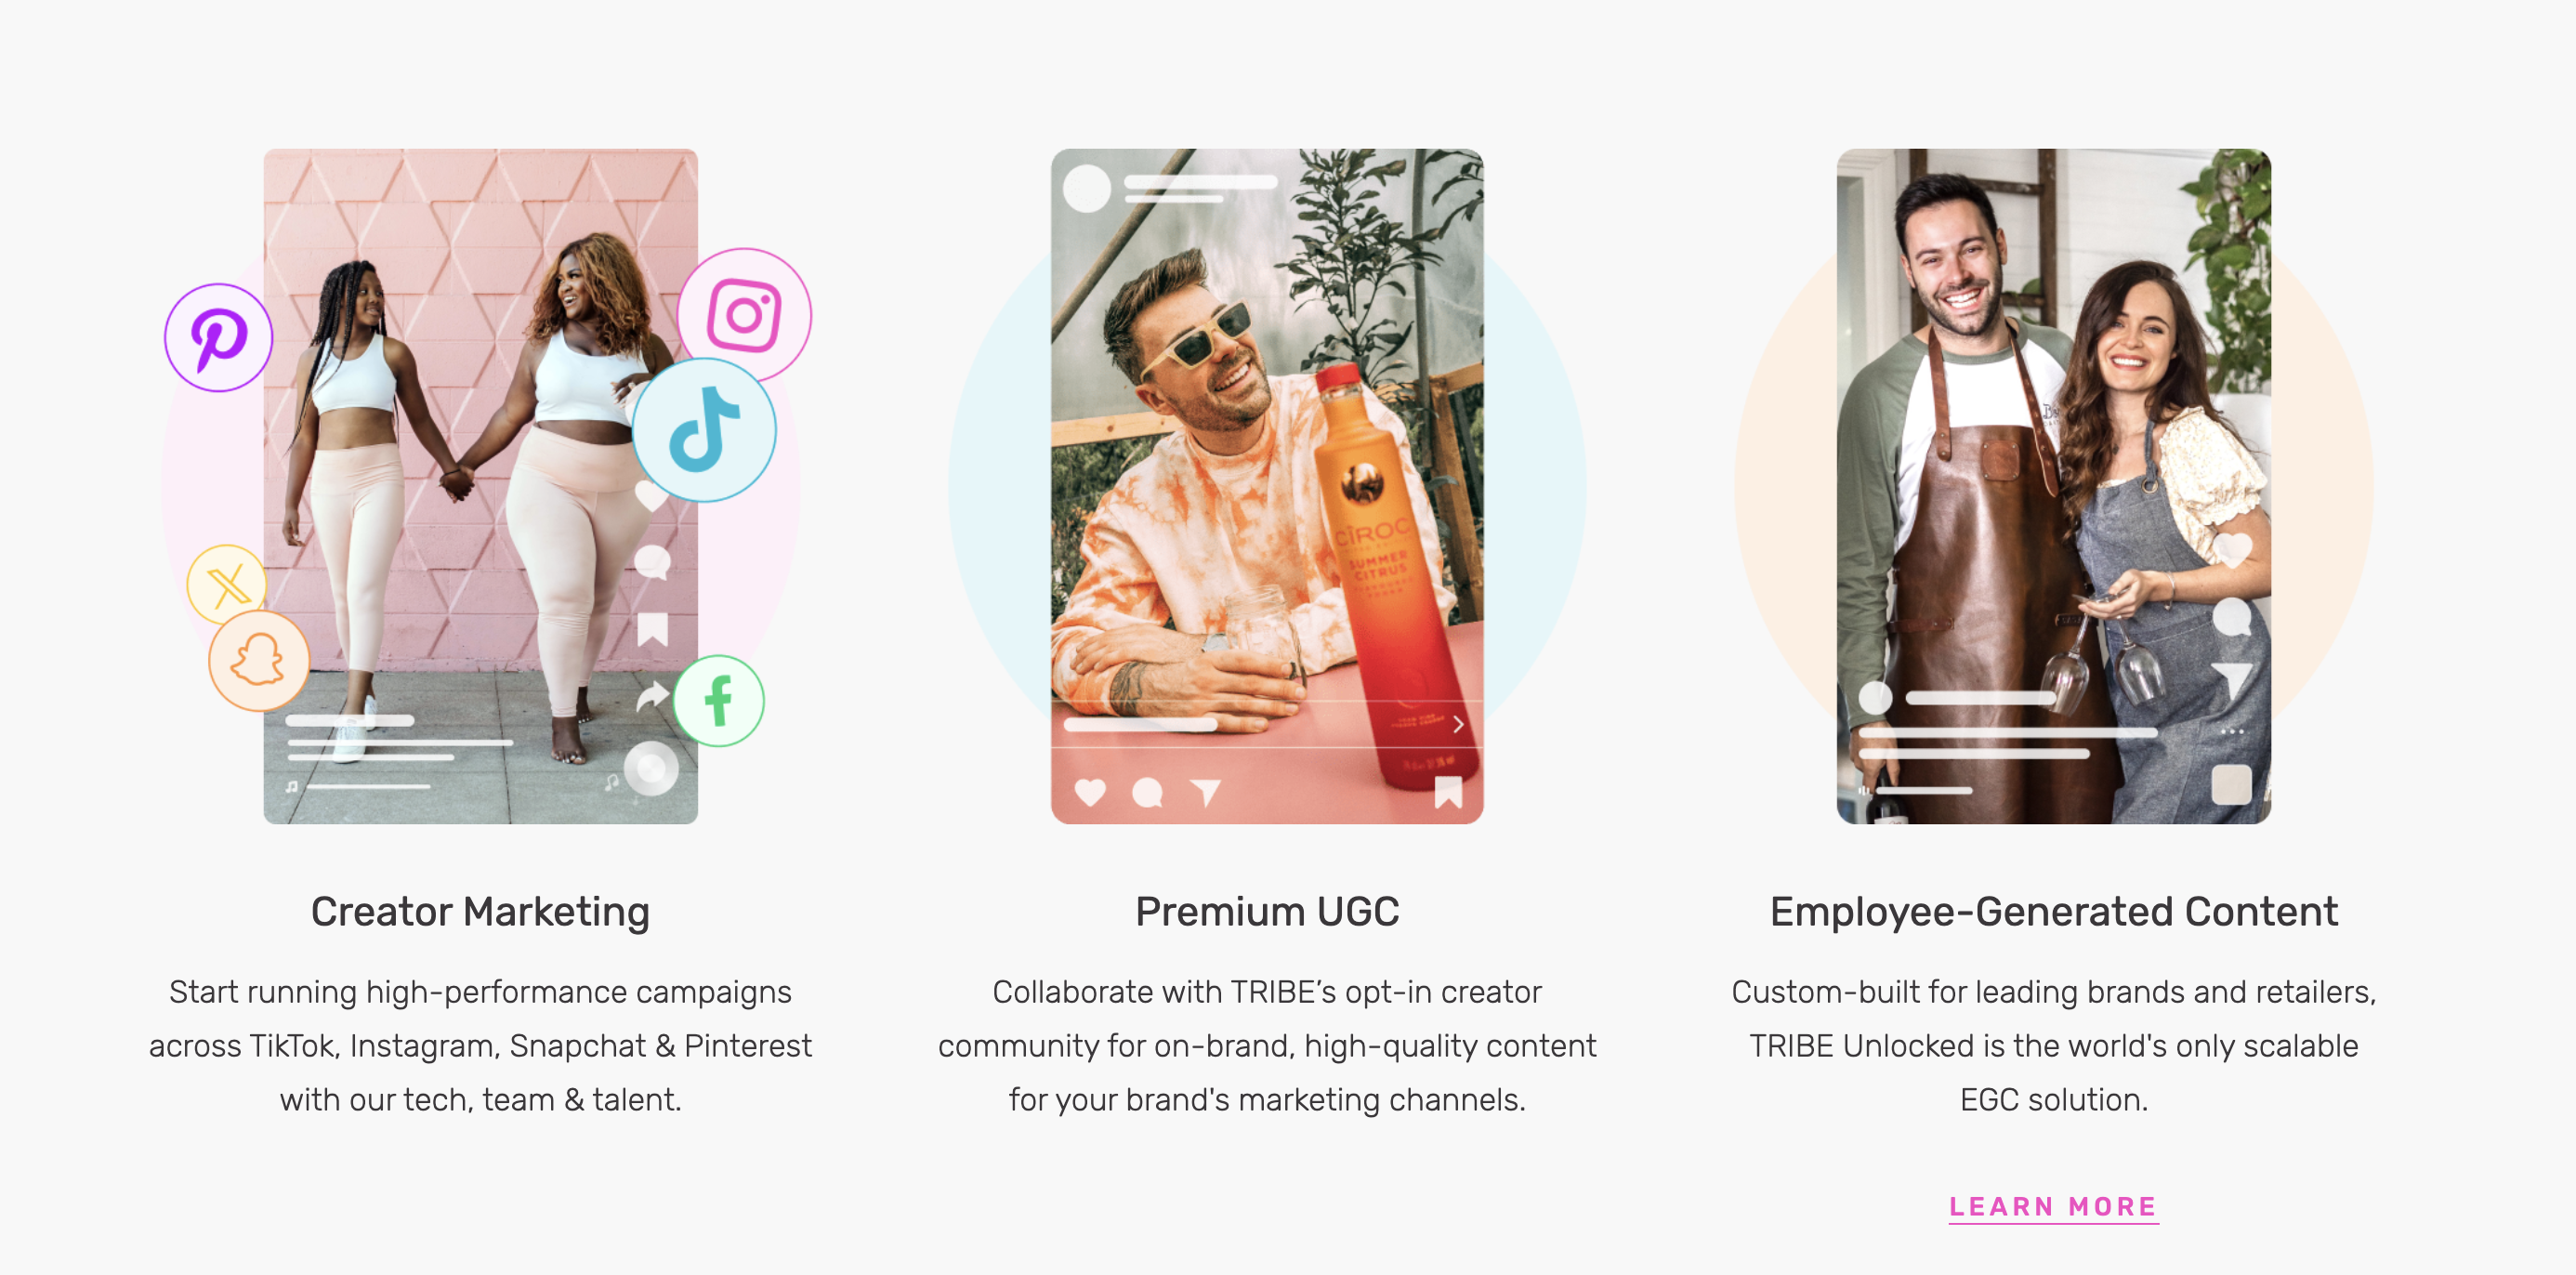 CÎROC
SUMMER
CITRUS
Creator Marketing
Start running high-performance campaigns
across TikTok, Instagram, Snapchat & Pinterest
with our tech, team & talent.
Premium UGC
Collaborate with TRIBE’s opt-in creator
community for on-brand, high-quality content
for your brand's marketing channels.
Employee-Generated Content
Custom-built for leading brands and retailers,
TRIBE Unlocked is the world's only scalable
EGC solution.
LEARN MORE